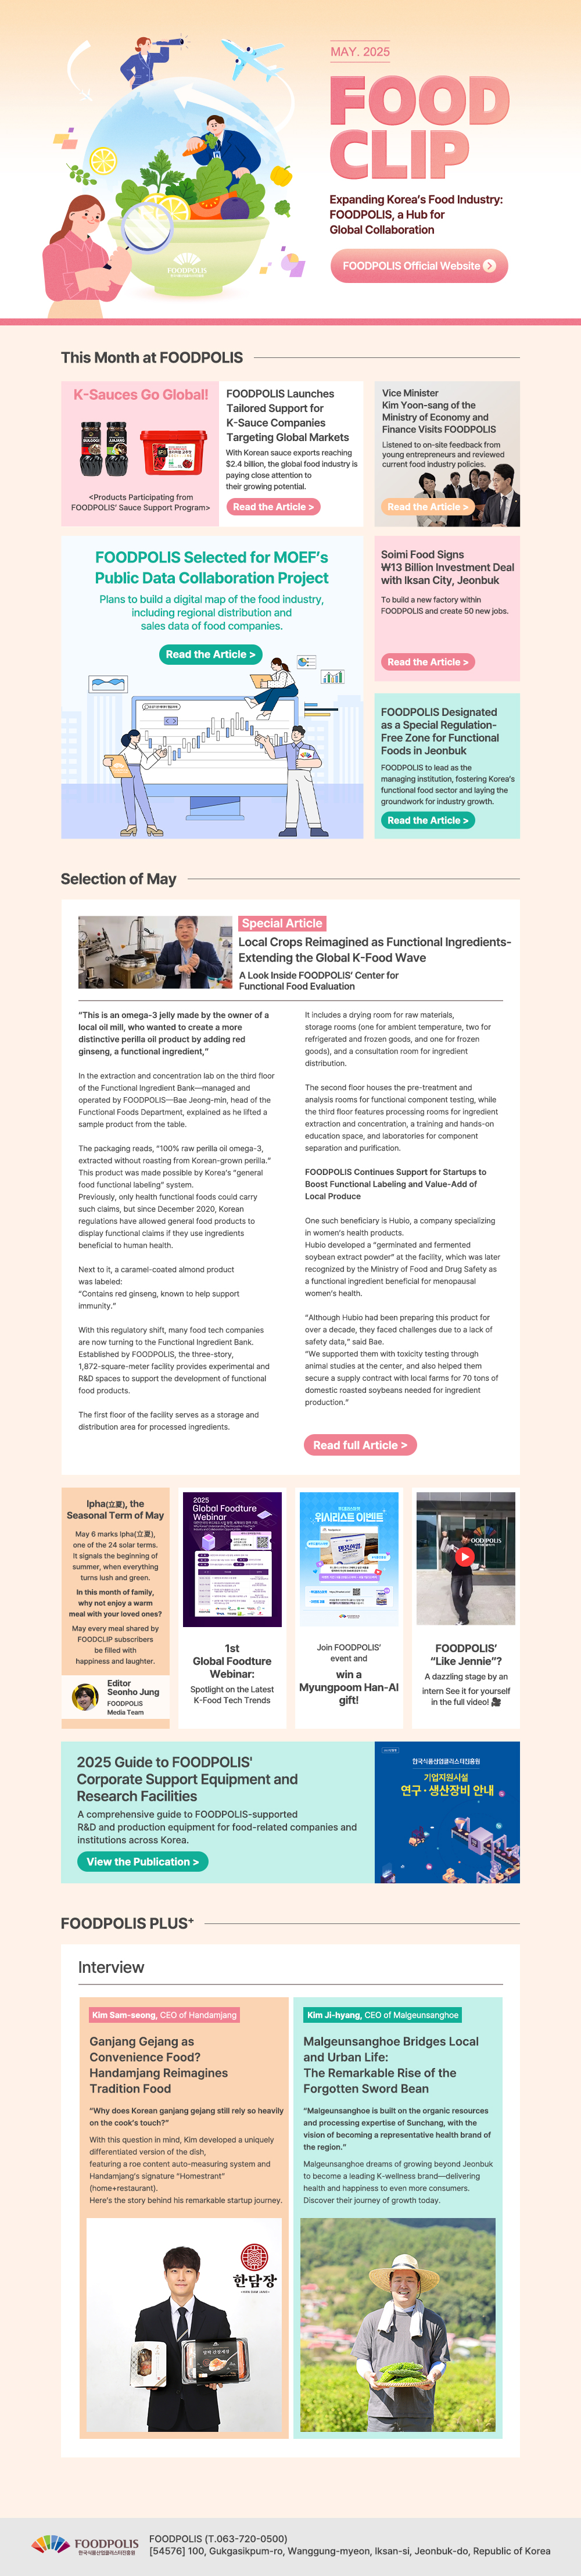 MAY. 2025
FOOD
CLIP
Expanding Korea's Food Industry:
FOODPOLIS, a Hub for
Global Collaboration
FOODPOLIS Official Website
FOODPOLIS
This Month at FOODPOLIS
K-Sauces Go Global!
<Products Participating from
FOODPOLIS' Sauce Support Program>
FOODPOLIS Launches
Tailored Support for
K-Sauce Companies
Targeting Global Markets
With Korean sauce exports reaching
$2.4 billion, the global food industry is
paying close attention to
their growing potential.
Read the Article >
Vice Minister
Kim Yoon-sang of the
Ministry of Economy and
Finance Visits FOODPOLIS
Listened to on-site feedback from
young entrepreneurs and reviewed
current food industry policies.
Read the Article >
FOODPOLIS Selected for MOEF's
Public Data Collaboration Project
Plans to build a digital map of the food industry,
including regional distribution and
sales data of food companies.
Read the Article >
Soimi Food Signs
₩13 Billion Investment Deal
with Iksan City, Jeonbuk
To build a new factory within
FOODPOLIS and create 50 new jobs.
Read the Article >
FOODPOLIS Designated
as a Special Regulation-
Free Zone for Functional
Foods in Jeonbuk
FOODPOLIS to lead as the
managing institution, fostering Korea's
functional food sector and laying the
groundwork for industry growth.
Read the Article >
Selection of May
Special Article
Local Crops Reimagined as Functional Ingredients-
Extending the Global K-Food Wave
A Look Inside FOODPOLIS' Center for
Functional Food Evaluation
"This is an omega-3 jelly made by the owner of a
local oil mill, who wanted to create a more
distinctive perilla oil product by adding red
ginseng, a functional ingredient,"
In the extraction and concentration lab on the third floor
of the Functional Ingredient Bank—managed and
operated by FOODPOLIS—Bae Jeong-min, head of the
Functional Foods Department, explained as he lifted a
sample product from the table.
The packaging reads, "100% raw perilla oil omega-3,
extracted without roasting from Korean-grown perilla."
This product was made possible by Korea's "general
food functional labeling" system.
Previously, only health functional foods could carry
such claims, but since December 2020, Korean
regulations have allowed general food products to
display functional claims if they use ingredients
beneficial to human health.
Next to it, a caramel-coated almond product
was labeled:
"Contains red ginseng, known to help support
immunity."
With this regulatory shift, many food tech companies
are now turning to the Functional Ingredient Bank.
Established by FOODPOLIS, the three-story,
1,872-square-meter facility provides experimental and
R&D spaces to support the development of functional
food products.
The first floor of the facility serves as a storage and
distribution area for processed ingredients.
It includes a drying room for raw materials,
storage rooms (one for ambient temperature, two for
refrigerated and frozen goods, and one for frozen
goods), and a consultation room for ingredient
distribution.
The second floor houses the pre-treatment and
analysis rooms for functional component testing, while
the third floor features processing rooms for ingredient
extraction and concentration, a training and hands-on
education space, and laboratories for component
separation and purification.
FOODPOLIS Continues Support for Startups to
Boost Functional Labeling and Value-Add of
Local Produce
One such beneficiary is Hubio, a company specializing
in women's health products.
Hubio developed a "germinated and fermented
soybean extract powder" at the facility, which was later
recognized by the Ministry of Food and Drug Safety as
a functional ingredient beneficial for menopausal
women's health.
"Although Hubio had been preparing this product for
over a decade, they faced challenges due to a lack of
safety data," said Bae.
"We supported them with toxicity testing through
animal studies at the center, and also helped them
secure a supply contract with local farms for 70 tons of
domestic roasted soybeans needed for ingredient
production."
Read full Article >
Ipha(立夏), the
Seasonal Term of May
May 6 marks Ipha(立夏),
one of the 24 solar terms.
It signals the beginning of
summer, when everything
turns lush and green.
In this month of family,
why not enjoy a warm
meal with your loved ones?
May every meal shared by
FOODCLIP subscribers
be filled with
happiness and laughter.
Editor
Seonho Jung
FOODPOLIS
Media Team
2025
Global Foodture
Webinar
1st
Global Foodture
Webinar:
Spotlight on the Latest
K-Food Tech Trends
위시리스트 이벤트
Join FOODPOLIS'
event and
win a
Myungpoom Han-AI
gift!
FOODPOLIS
FOODPOLIS'
"Like Jennie"?
A dazzling stage by an
intern See it for yourself
in the full video!
2025 Guide to FOODPOLIS'
Corporate Support Equipment and
Research Facilities
A comprehensive guide to FOODPOLIS-supported
R&D and production equipment for food-related companies and
institutions across Korea.
View the Publication >
한국식품산업클러스터진흥원
기업지원시설
연구·생산장비 안내
FOODPOLIS PLUS+
Interview
Kim Sam-seong, CEO of Handamjang
Ganjang Gejang as
Convenience Food?
Handamjang Reimagines
Tradition Food
"Why does Korean ganjang gejang still rely so heavily
on the cook's touch?"
With this question in mind, Kim developed a uniquely
differentiated version of the dish,
featuring a roe content auto-measuring system and
Handamjang's signature "Homestrant"
(home+restaurant).
Here's the story behind his remarkable startup journey.
한담장
Kim Ji-hyang, CEO of Malgeunsanghoe
Malgeunsanghoe Bridges Local
and Urban Life:
The Remarkable Rise of the
Forgotten Sword Bean
"Malgeunsanghoe is built on the organic resources
and processing expertise of Sunchang, with the
vision of becoming a representative health brand of
the region."
Malgeunsanghoe dreams of growing beyond Jeonbuk
to become a leading K-wellness brand—delivering
health and happiness to even more consumers.
Discover their journey of growth today.
FOODPOLIS
한국식품산업클러스터진흥원
FOODPOLIS (T.063-720-0500)
[54576] 100, Gukgasikpum-ro, Wanggung-myeon, Iksan-si, Jeonbuk-do, Republic of Korea